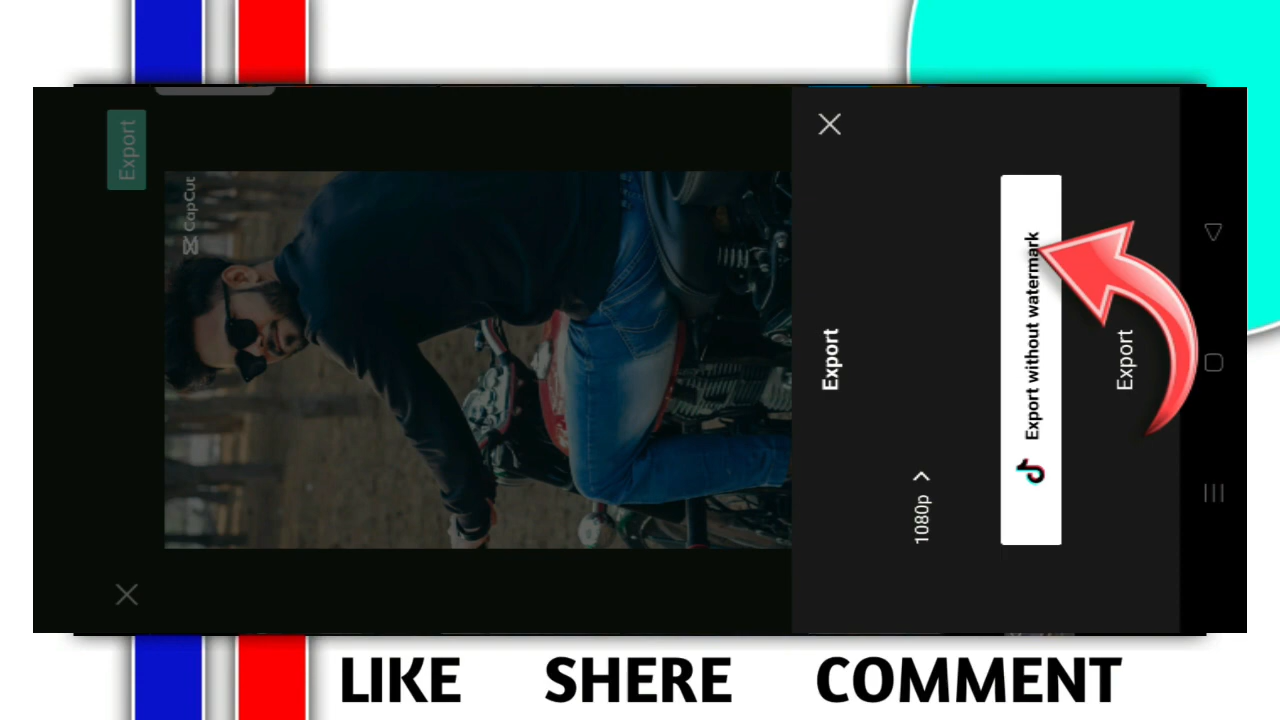 Export
CapCut
Export
1080p
Export without watermark
Export
LIKE SHERE COMMENT